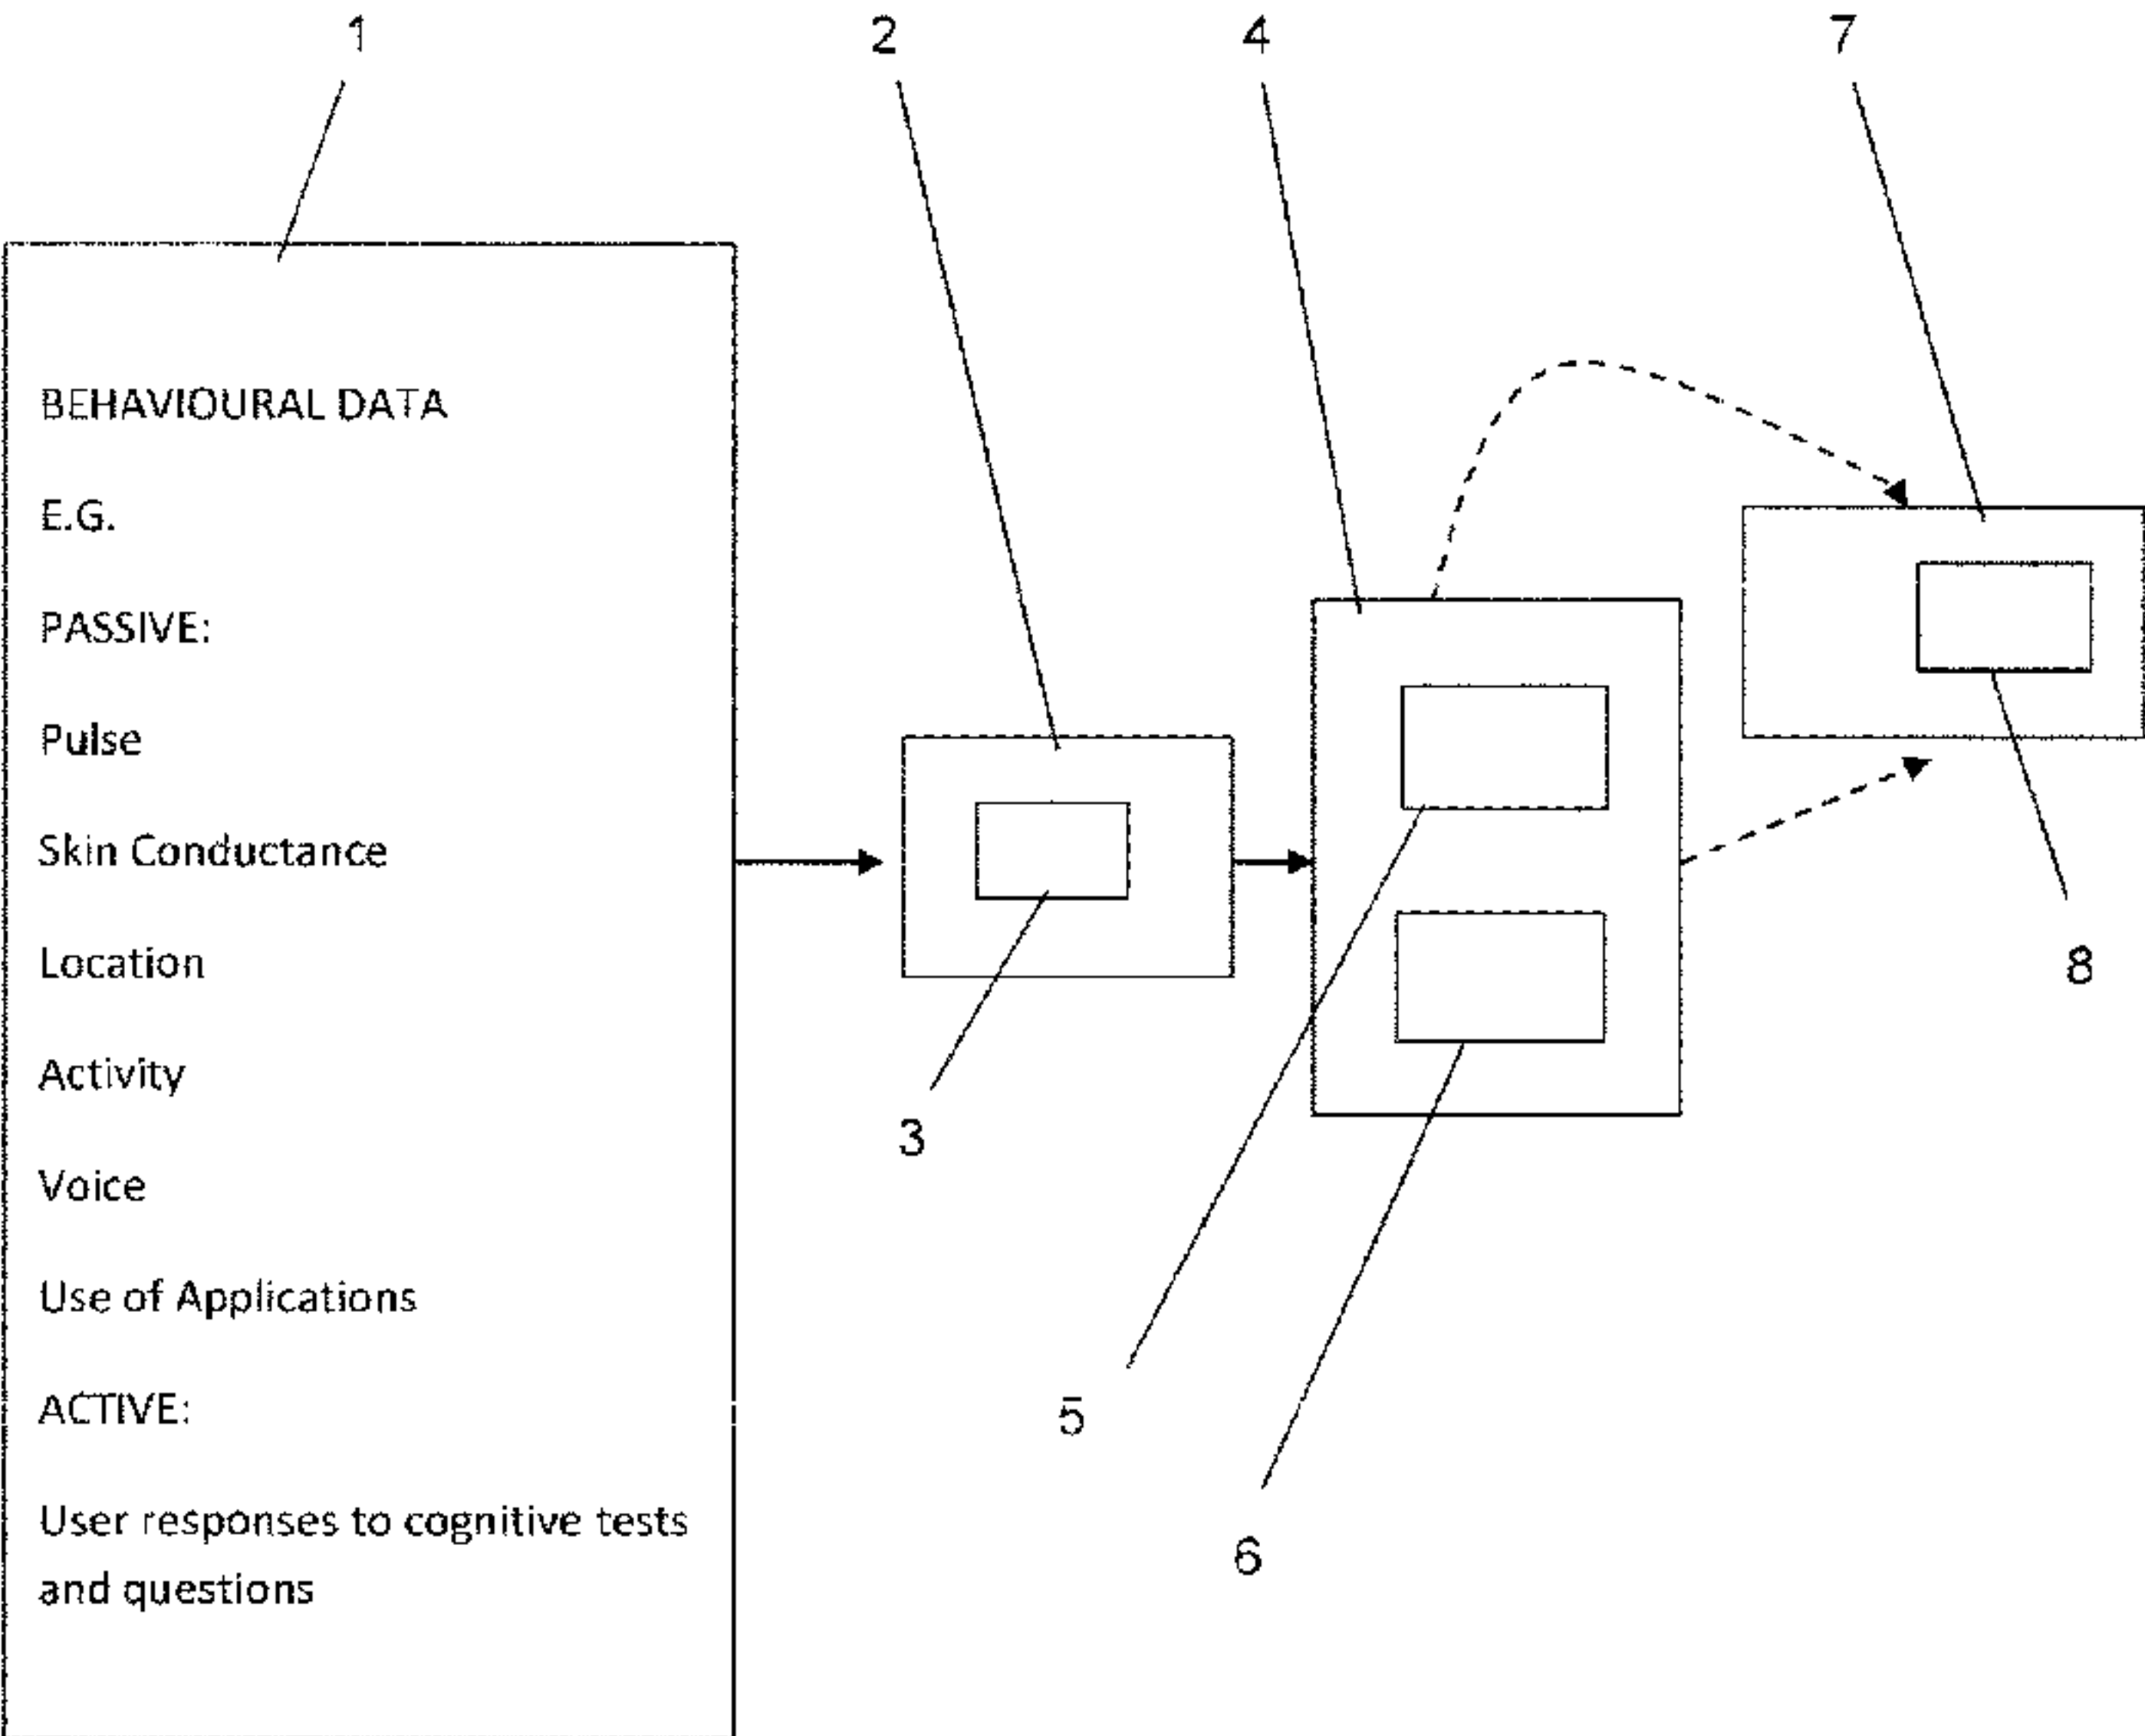 1 2 4 7
BEHAVIOURAL DATA
E.G.
PASSIVE:
Pulse
Skin Conductance
Location
8
Activity
3
Voice
Use of Applications
ACTIVE:
5
User responses to cognitive tests
and questions
6